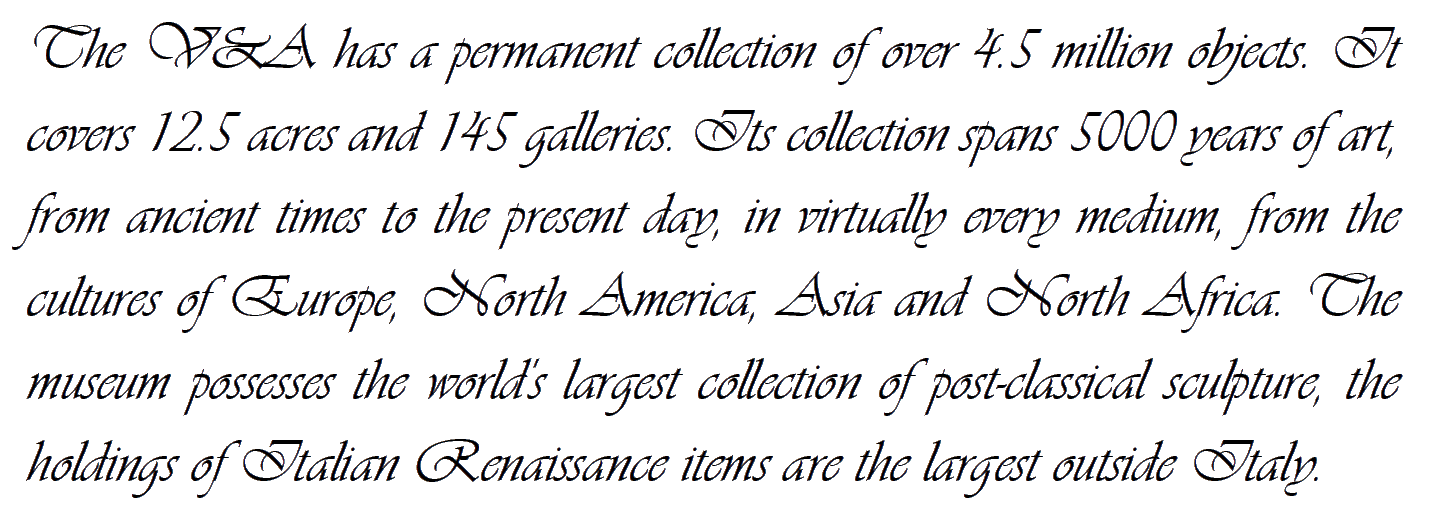 The V&A has a permanent collection of over 4.5 million objects. It
covers 12.5 acres and 145 galleries. Its collection spans 5000 years of art,
from ancient times to the present day, in virtually every medium, from the
cultures of Europe, North America, Asia and North Africa. The
museum possesses the world's largest collection of post-classical sculpture, the
holdings of Italian Renaissance items are the largest outside Italy.